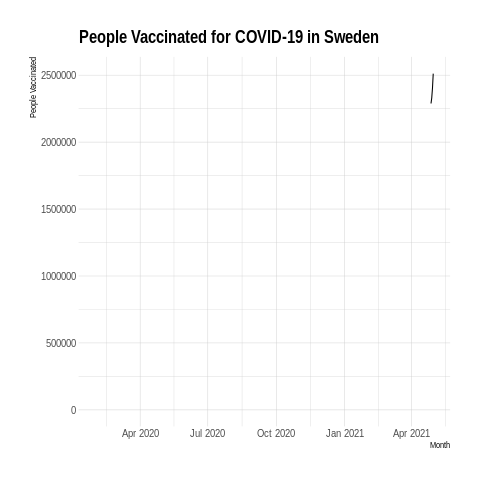 People Vaccinated for COVID-19 in Sweden
People Vaccinated
2500000
2000000
1500000
1000000
500000
0
Apr 2020 Jul 2020 Oct 2020 Jan 2021 Apr 2021
Month